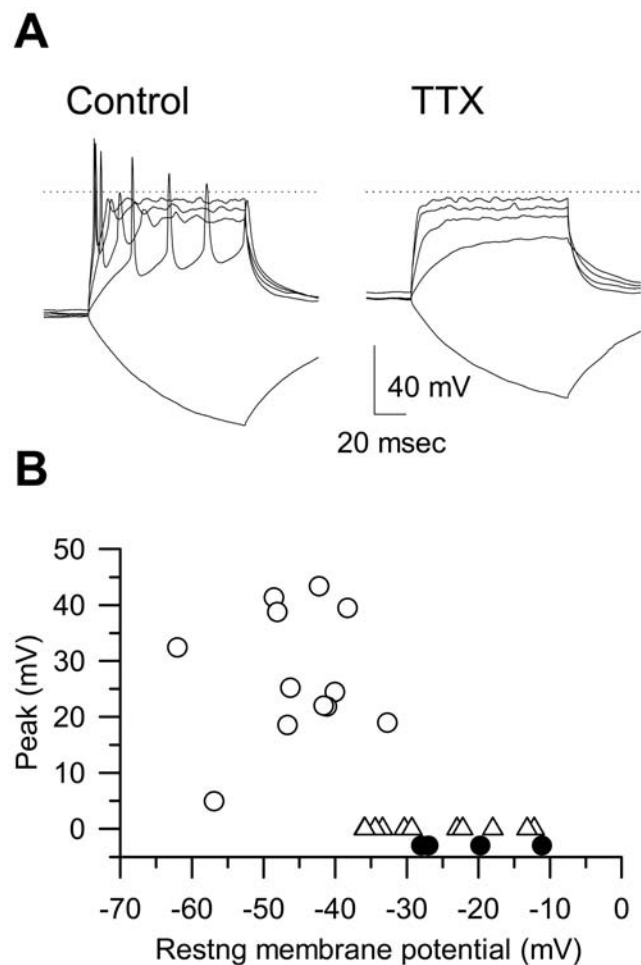 A
Control
TTX
40 mV
20 msec
B
50
40
30
20
10
0
Peak (mV)
-70 -60 -50 -40 -30 -20 -10 0
Restng membrane potential (mV)